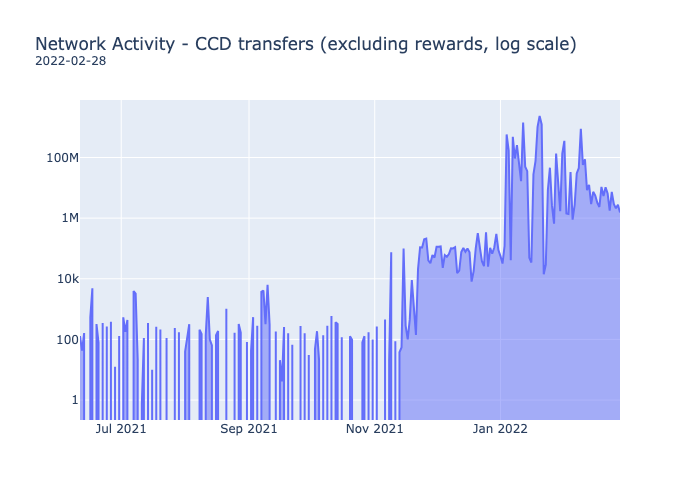 Network Activity - CCD transfers (excluding rewards, log scale)
2022-02-28
100M
1M
10k
100
1
Jul 2021
Sep 2021
Nov 2021
Jan 2022